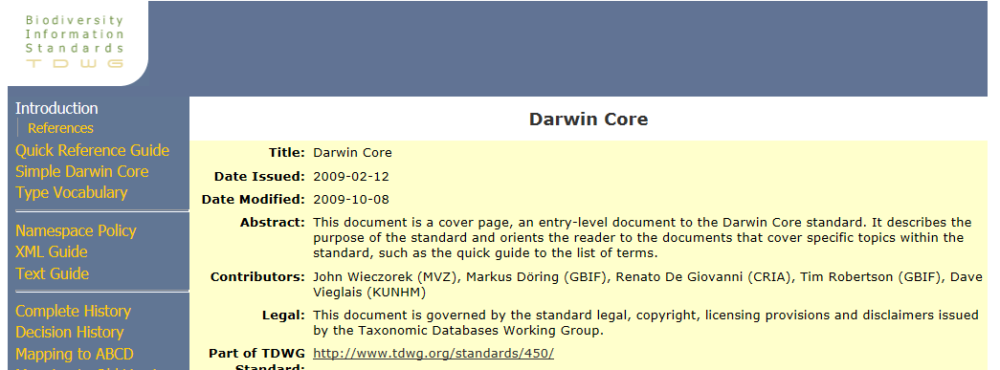 Biodiversity
Information
Standards
TDWG
Introduction
References
Quick Reference Guide
Simple Darwin Core
Type Vocabulary
Namespace Policy
XML Guide
Text Guide
Complete History
Decision History
Mapping to ABCD
Darwin Core
Title: Darwin Core
Date Issued: 2009-02-12
Date Modified: 2009-10-08
Abstract: This document is a cover page, an entry-level document to the Darwin Core standard. It describes the
purpose of the standard and orients the reader to the documents that cover specific topics within the
standard, such as the quick guide to the list of terms.
Contributors: John Wieczorek (MVZ), Markus Döring (GBIF), Renato De Giovanni (CRIA), Tim Robertson (GBIF), Dave
Vieglais (KUNHM)
Legal: This document is governed by the standard legal, copyright, licensing provisions and disclaimers issued
by the Taxonomic Databases Working Group.
Part of TDWG http://www.tdwg.org/standards/450/
Standard: